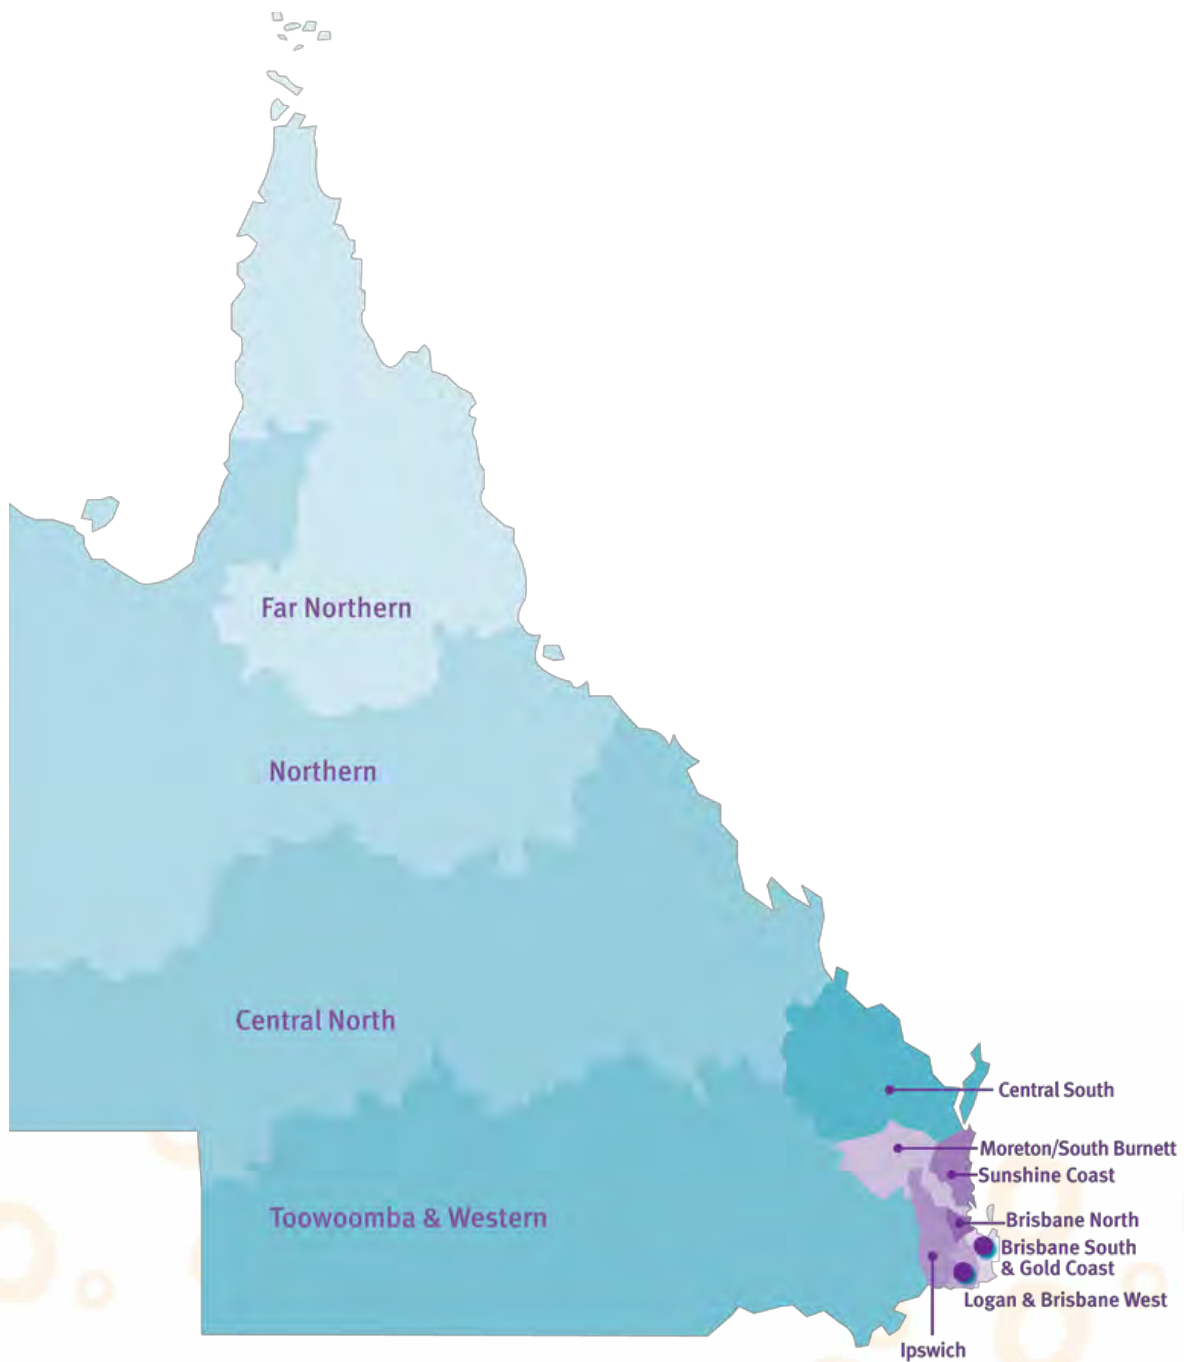 Far Northern
Northern
Central North
Central South
Moreton/South Burnett
Sunshine Coast
Toowoomba & Western
Brisbane North
Brisbane South
& Gold Coast
Logan & Brisbane West
Ipswich